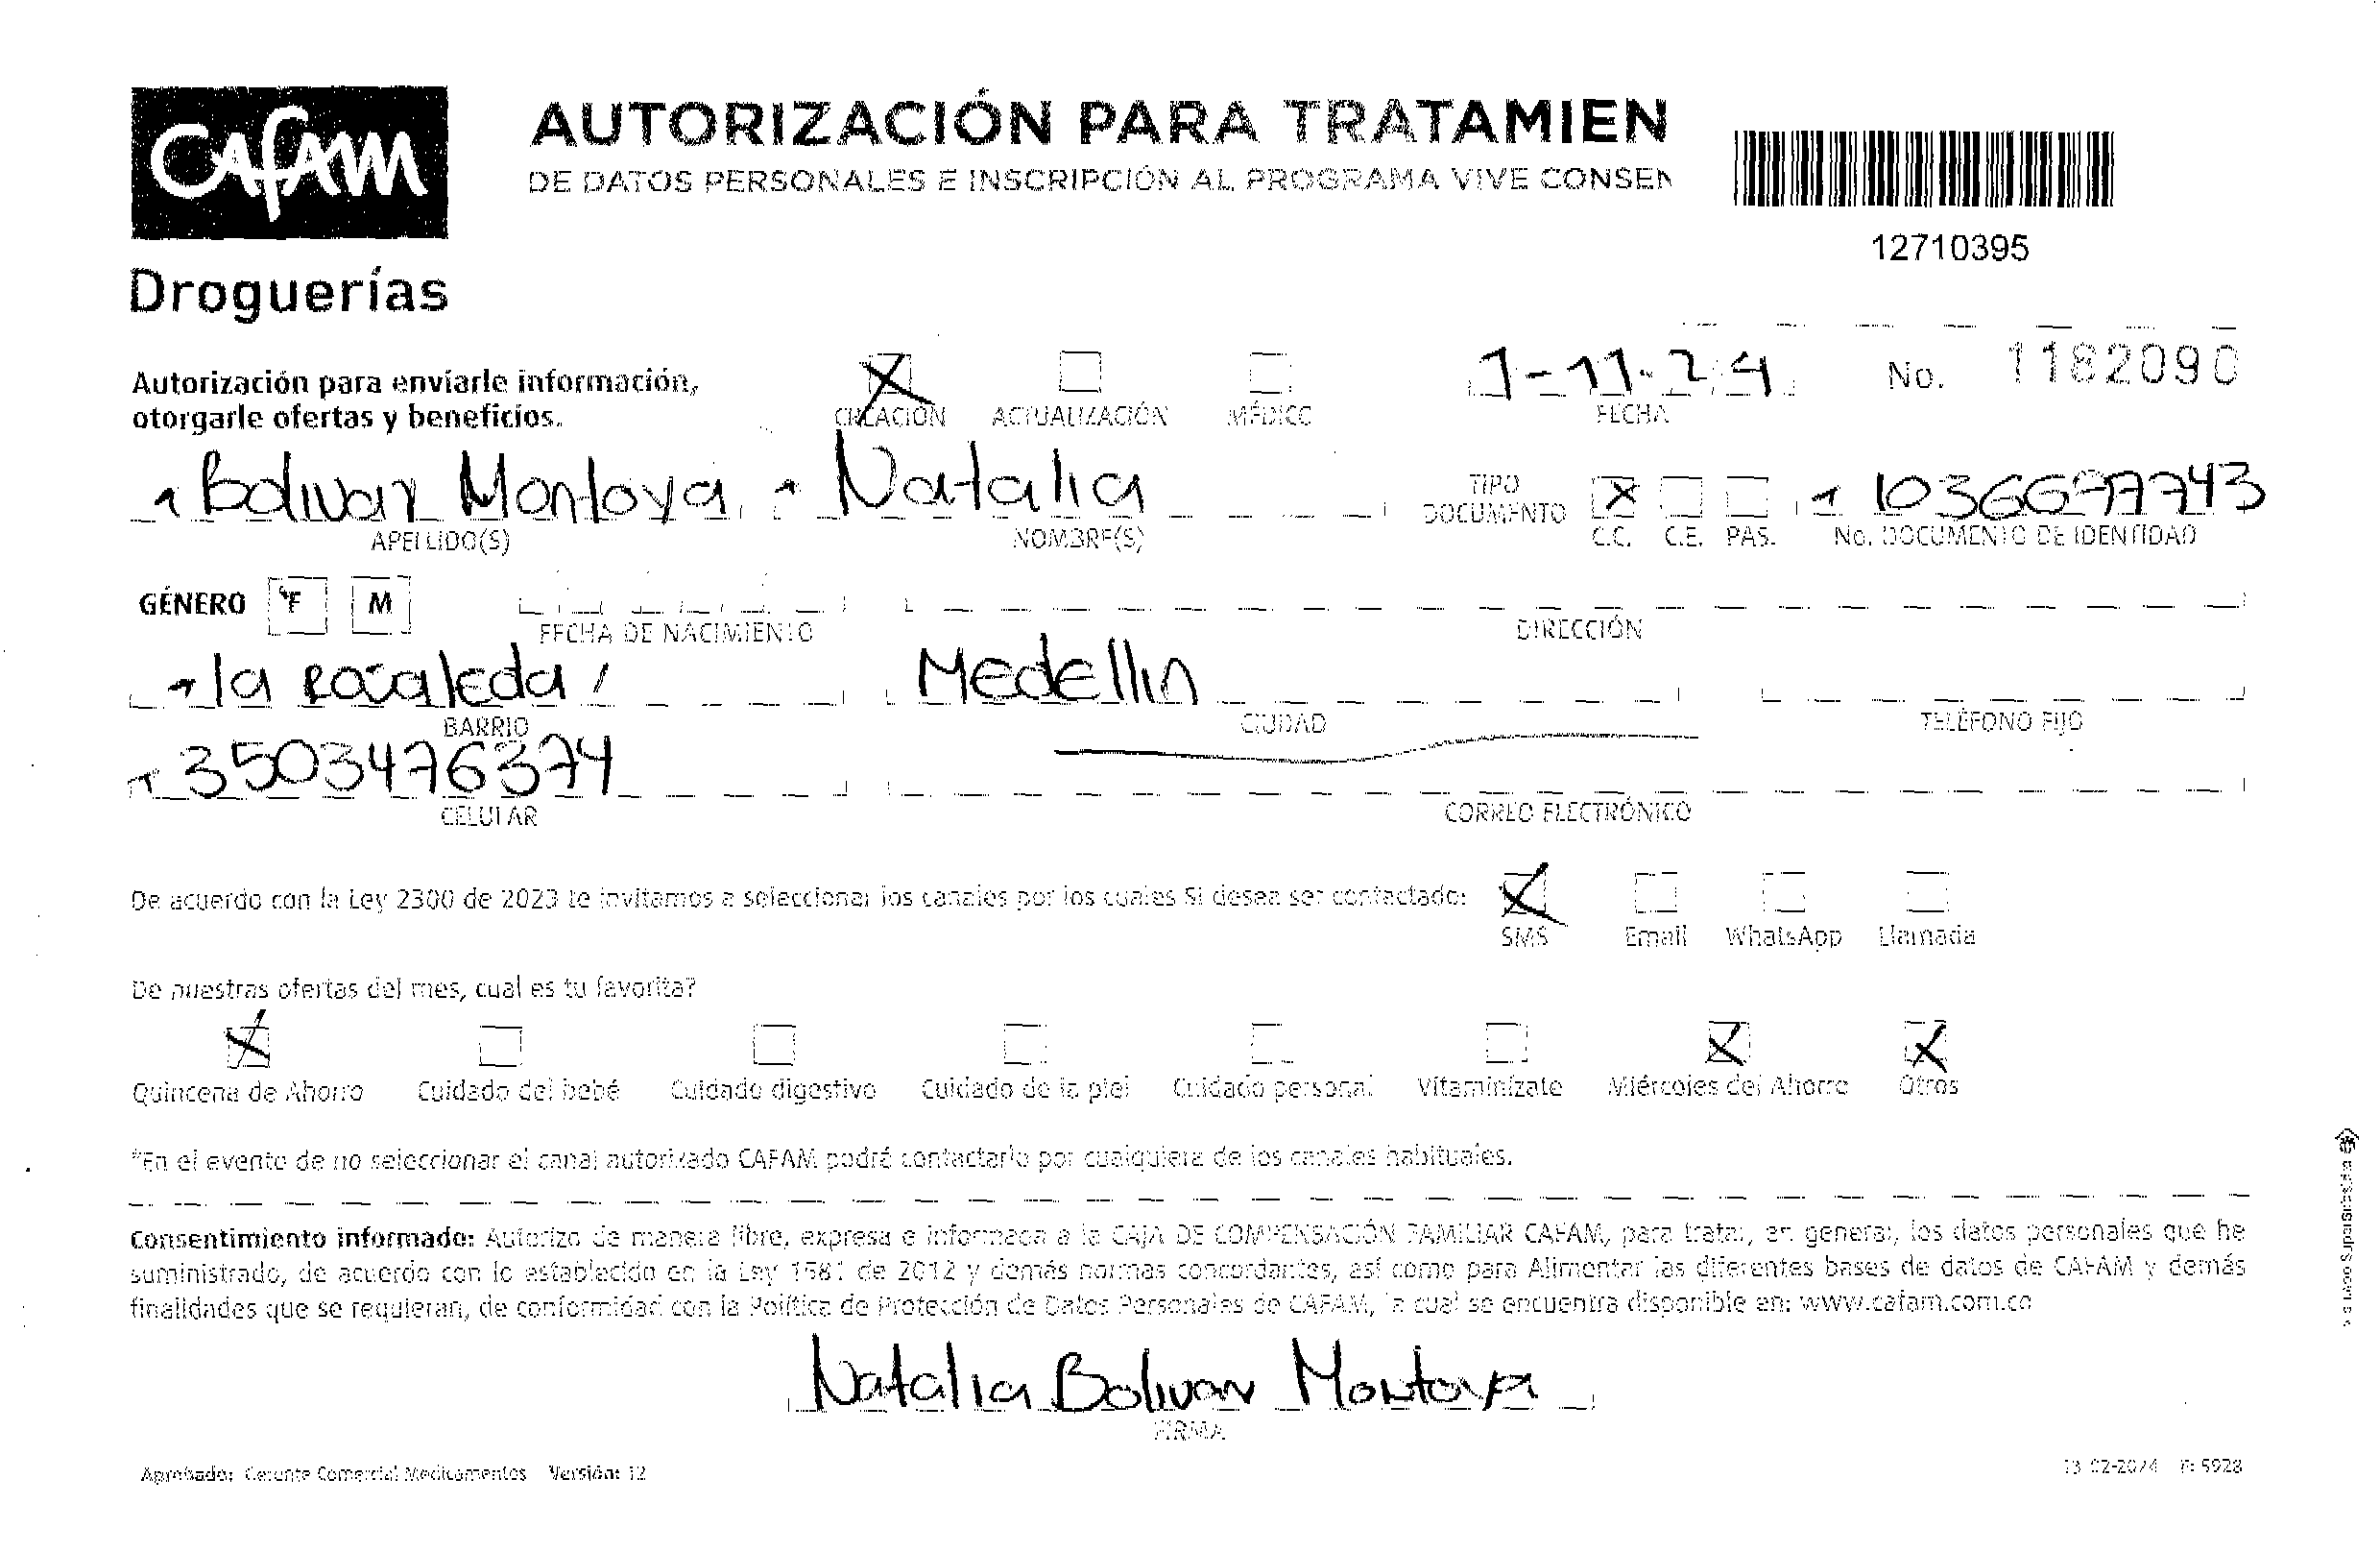 CAFAM
Droguerías
AUTORIZACIÓN PARA TRATAMIEN
DE DATOS PERSONALES E INSCRIPCIÓN AL PROGRAMA VIVE CONSEN
12710395
Autorización para enviarle información,
otorgarle ofertas y beneficios.
CREACIÓN ACTUALIZACIÓN MÉDICO
1-11-24
FECHA
No. 1182090
Bolivar Montoya Natalia
APELLIDO(S) NOMBRE(S)
TIPO DOCUMENTO X C.C. C.E. PAS.
1036677743
No. DOCUMENTO DE IDENTIDAD
GÉNERO F M
FECHA DE NACIMIENTO DIRECCIÓN
la Rosaleda Medellin
BARRIO CIUDAD TELÉFONO FIJO
3503476374
CELULAR CORREO ELECTRÓNICO
De acuerdo con la Ley 2300 de 2023 te invitamos a seleccionar los canales por los cuales Si desea ser contactado:
SMS Email WhatsApp Llamada
De nuestras ofertas del mes, cual es tu favorita?
Quincena de Ahorro Cuidado del bebé Cuidado digestivo Cuidado de la piel Cuidado personal Vitaminízate Miércoles del Ahorro Otros
*En el evento de no seleccionar el canal autorizado CAFAM podrá contactarlo por cualquiera de los canales habituales.
Consentimiento informado: Autorizo de manera libre, expresa e informada a la CAJA DE COMPENSACIÓN FAMILIAR CAFAM, para tratar, en general, los datos personales que he
suministrado, de acuerdo con lo establecido en la Ley 1581 de 2012 y demás normas concordantes, así como para Alimentar las diferentes bases de datos de CAFAM y demás
finalidades que se requieran, de conformidad con la Política de Protección de Datos Personales de CAFAM, la cual se encuentra disponible en: www.cafam.com.co
Natalia Bolivar Montoya
FIRMA
Aprobado: Gerente Comercial Medicamentos Versión: 12
13-02-2024 F: 5928